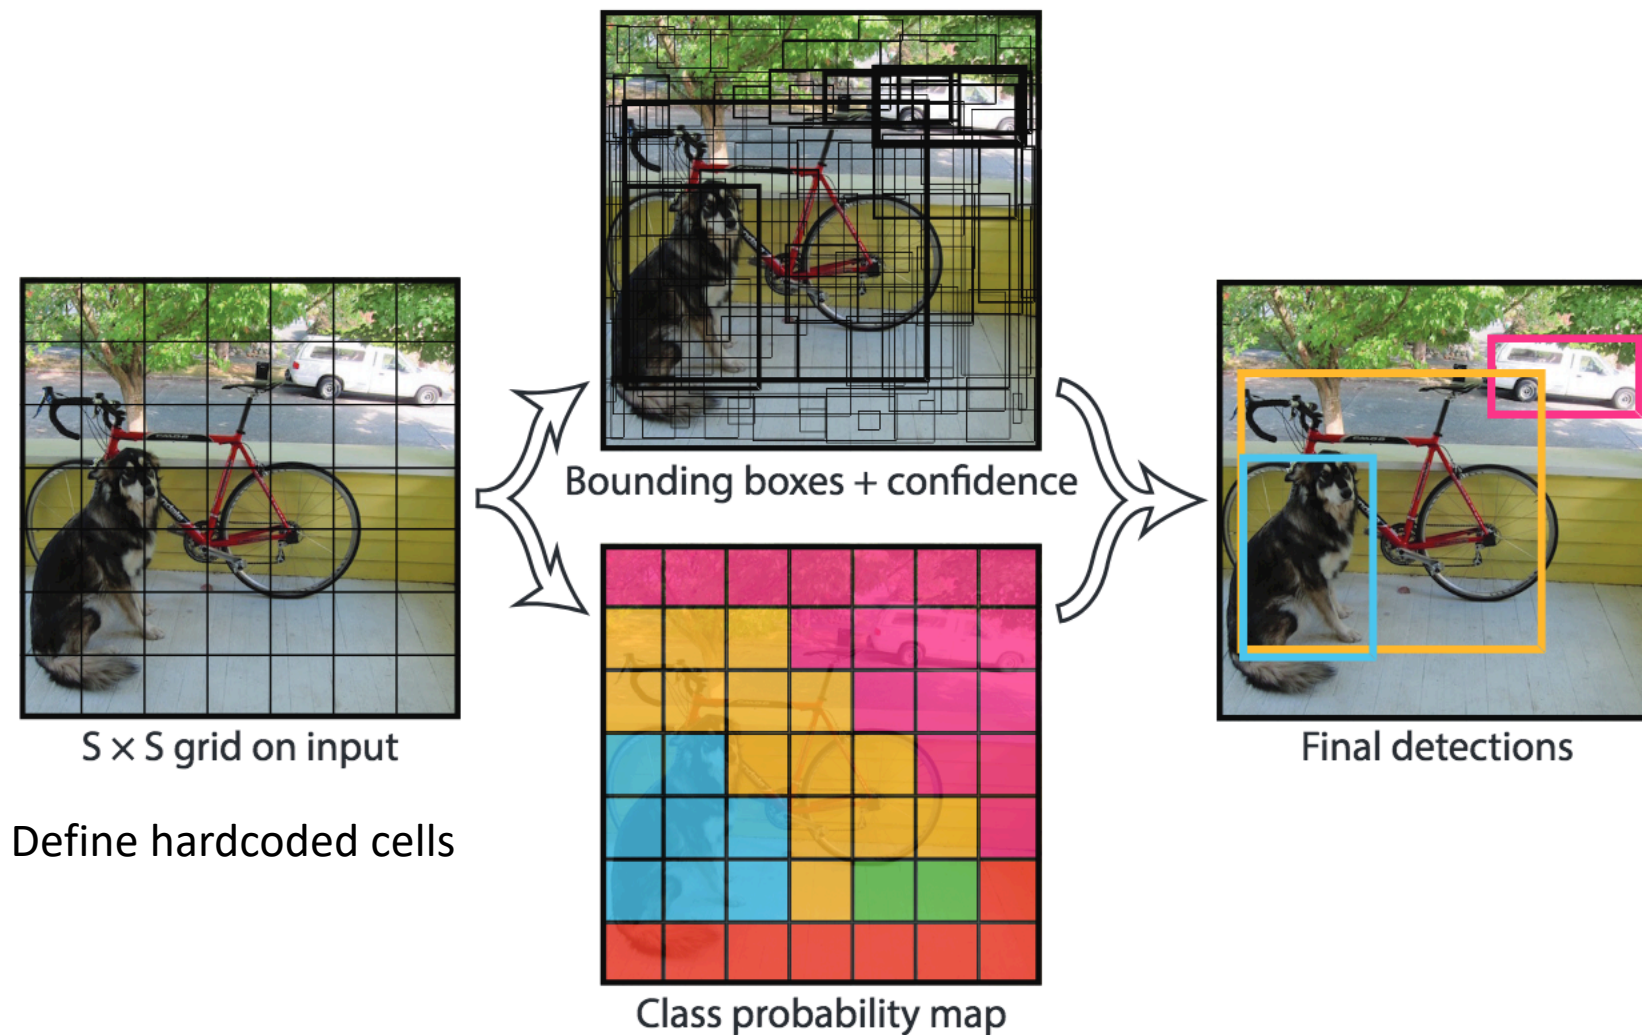 S × S grid on input
Define hardcoded cells
Bounding boxes + confidence
Class probability map
Final detections